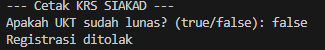 --- Cetak KRS SIAKAD ---
Apakah UKT sudah lunas? (true/false): false
Registrasi ditolak